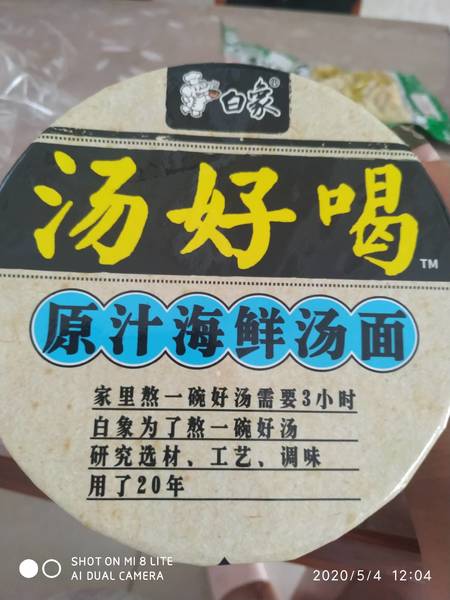 白象®
汤好喝™
原汁海鲜汤面
家里熬一碗好汤需要3小时
白象为了熬一碗好汤
研究选材、工艺、调味
用了20年
SHOT ON MI 8 LITE
AI DUAL CAMERA
2020/5/4 12:04